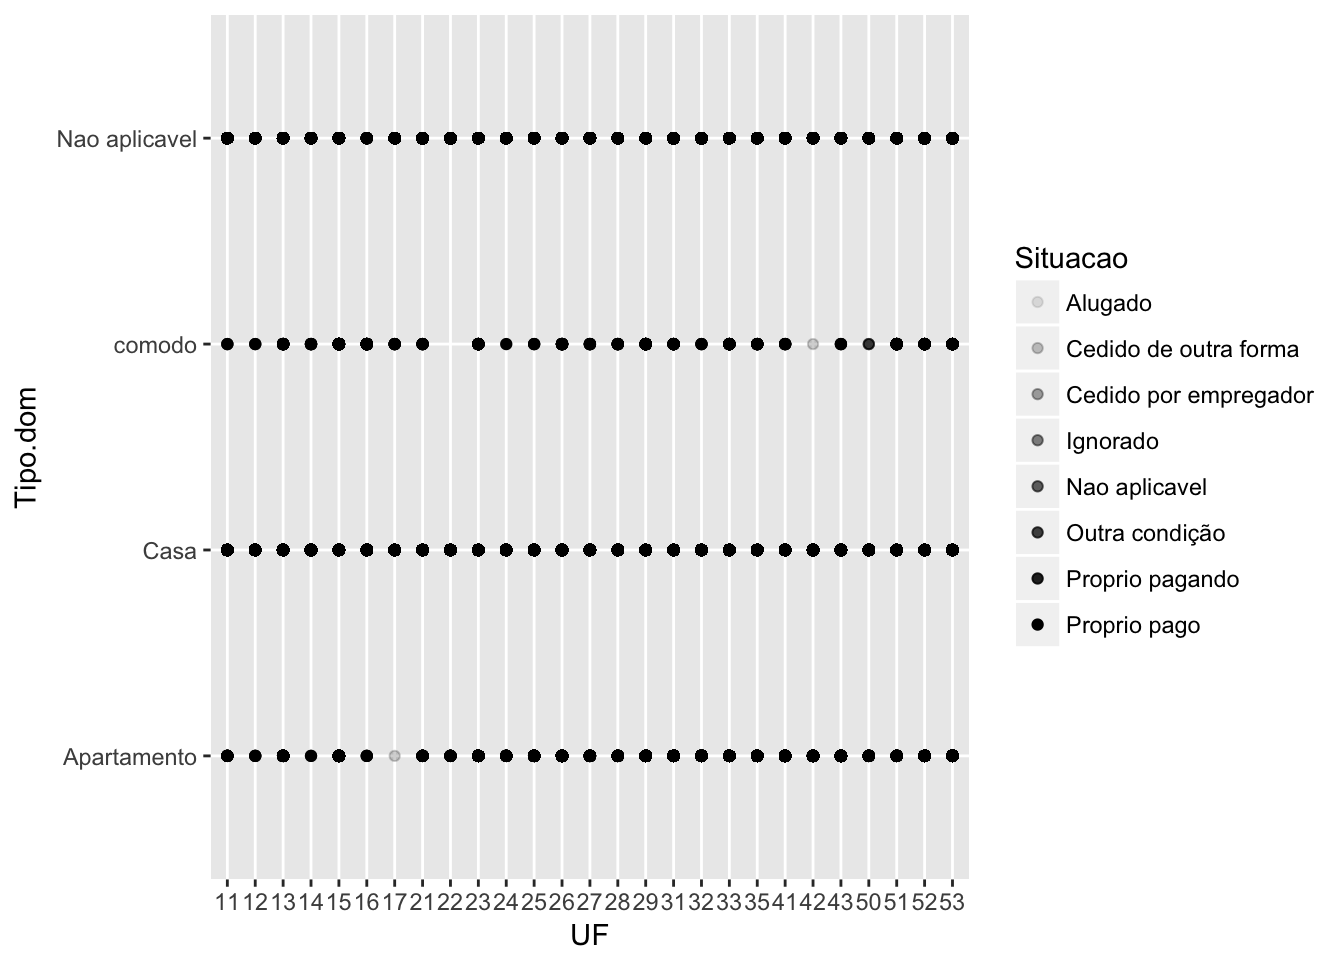 Nao aplicavel
comodo
Casa
Apartamento
Tipo.dom
11 12 13 14 15 16 17 21 22 23 24 25 26 27 28 29 31 32 33 35 41 42 43 50 51 52 53
UF
Situacao
Alugado
Cedido de outra forma
Cedido por empregador
Ignorado
Nao aplicavel
Outra condição
Proprio pagando
Proprio pago